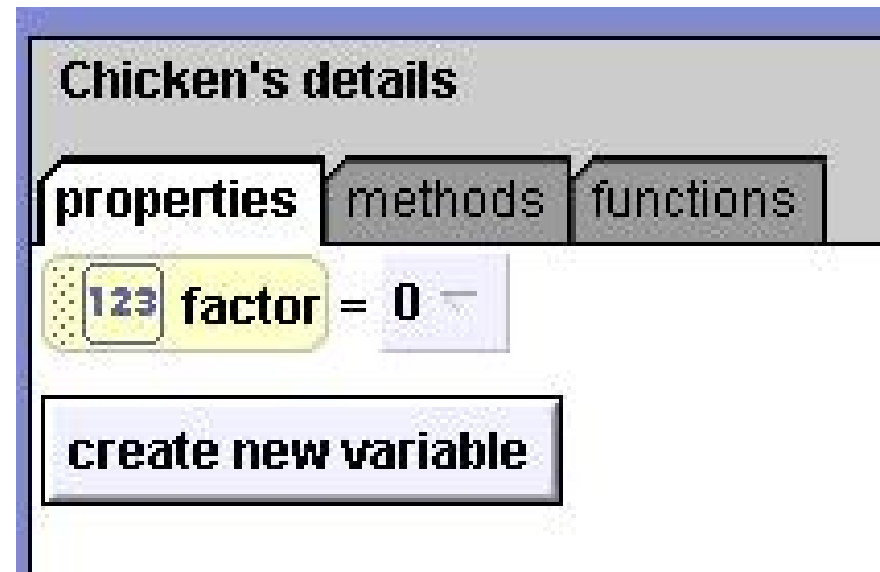 Chicken's details
properties methods functions
123 factor = 0
create new variable